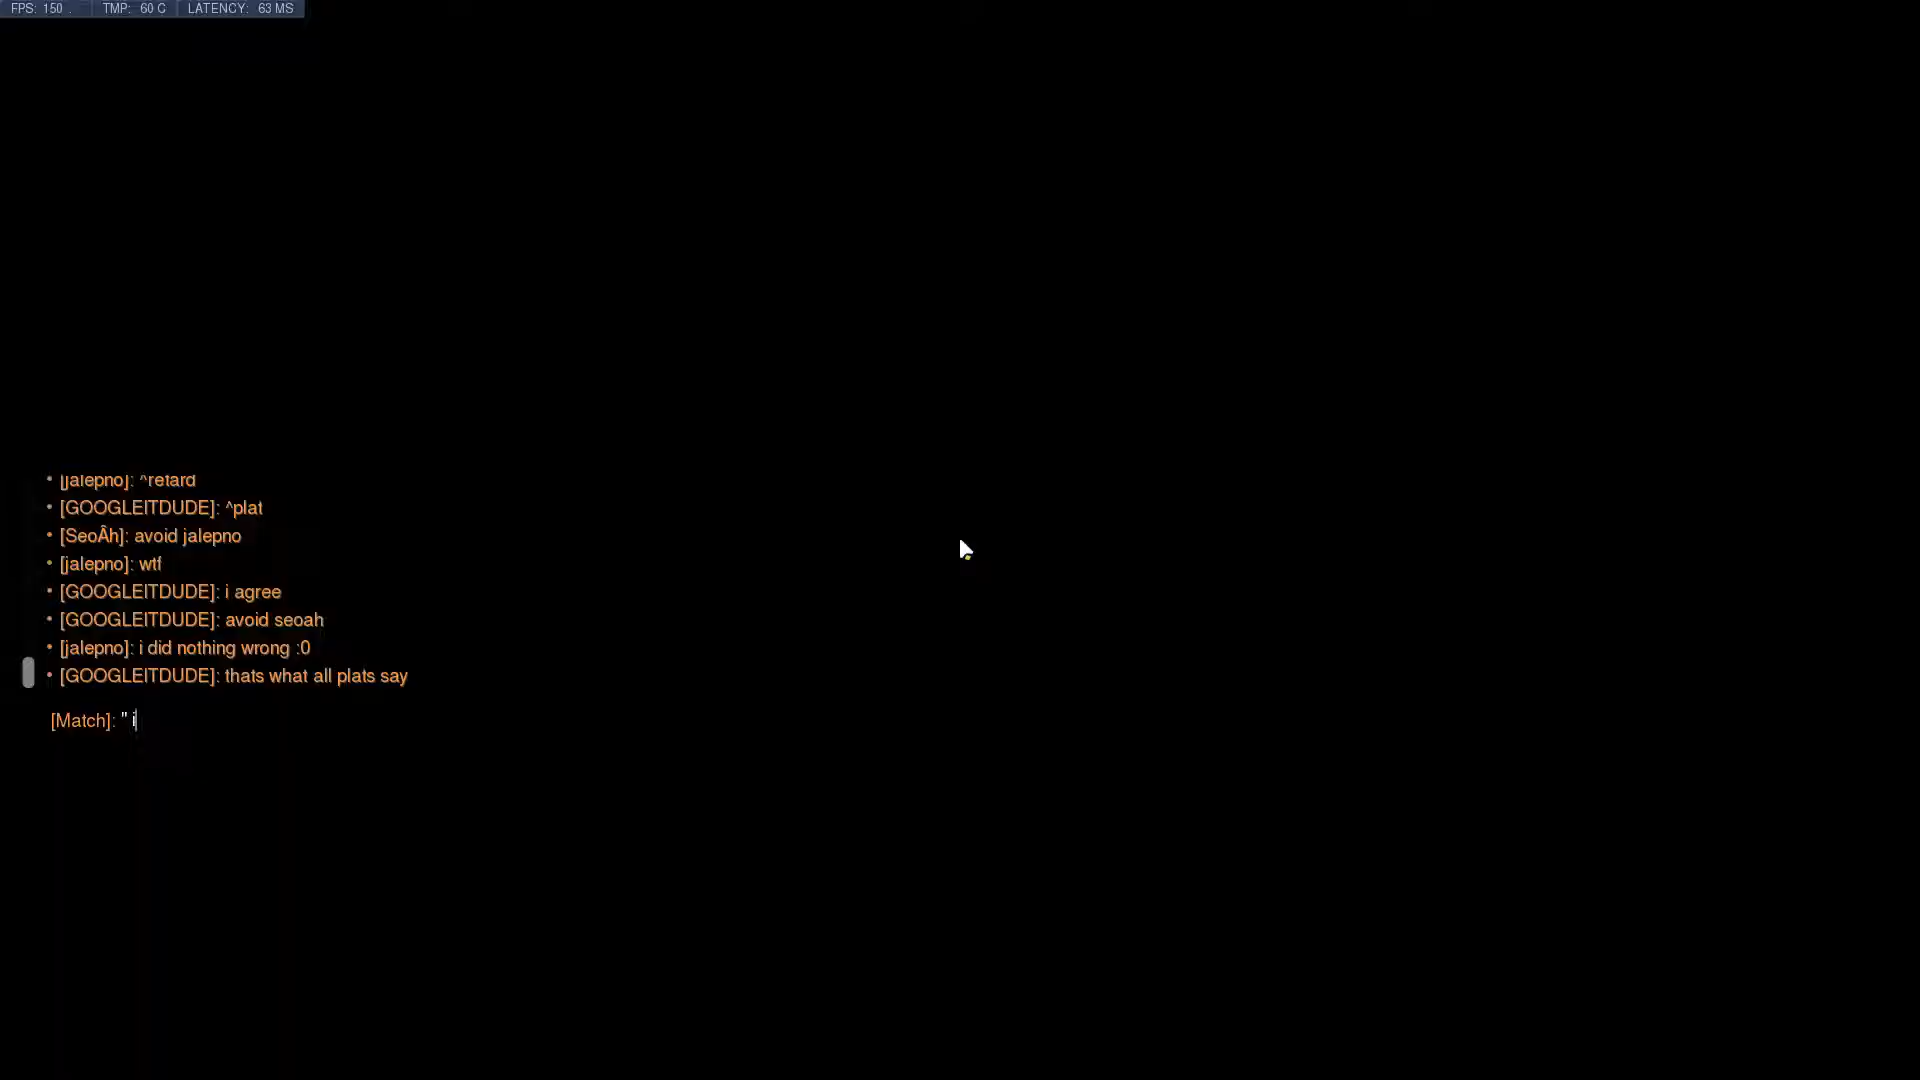 FPS: 150 . TMP: 60 C LATENCY: 63 MS
• [jalepno]: ^retard
• [GOOGLEITDUDE]: ^plat
• [SeoÂh]: avoid jalepno
• [jalepno]: wtf
• [GOOGLEITDUDE]: i agree
• [GOOGLEITDUDE]: avoid seoah
• [jalepno]: i did nothing wrong :0
• [GOOGLEITDUDE]: thats what all plats say
[Match]: " i